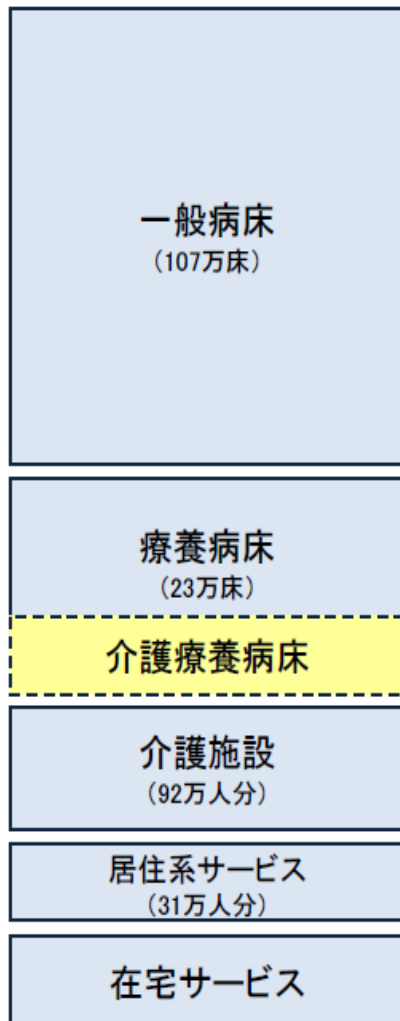 一般病床
（107万床）
療養病床
（23万床）
介護療養病床
介護施設
（92万人分）
居住系サービス
（31万人分）
在宅サービス